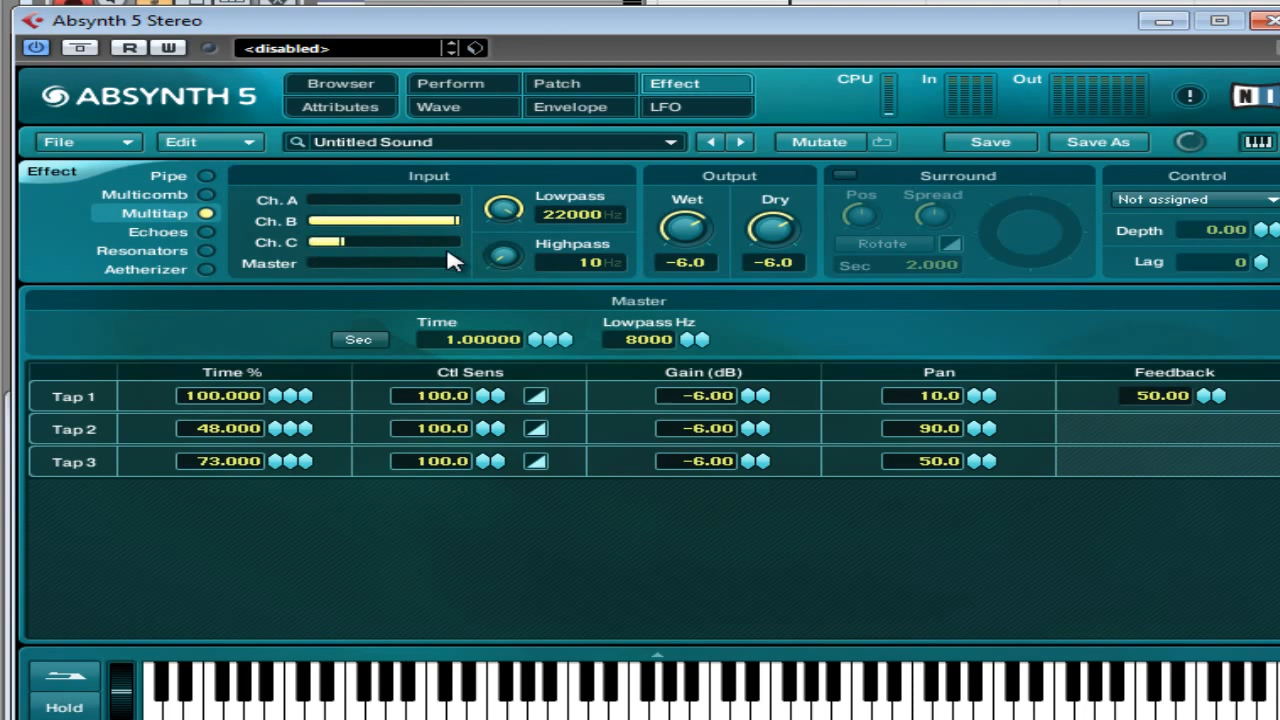 Absynth 5 Stereo
R W <disabled>
ABSYNTH 5 Browser Perform Patch Effect CPU In Out ! N I
Attributes Wave Envelope LFO
File Edit Untitled Sound Mutate Save Save As
Effect Pipe Input Output Surround Control
Multicomb Ch. A Lowpass Wet Dry Pos Spread Not assigned
Multitap Ch. B 22000 Hz
Echoes Ch. C Highpass Rotate Depth 0.00
Resonators Master 10 Hz -6.0 -6.0 Sec 2.000 Lag 0
Aetherizer
Master
Time Lowpass Hz
Sec 1.00000 8000
Time % Ctl Sens Gain (dB) Pan Feedback
Tap 1 100.000 100.0 -6.00 10.0 50.00
Tap 2 48.000 100.0 -6.00 90.0
Tap 3 73.000 100.0 -6.00 50.0
Hold